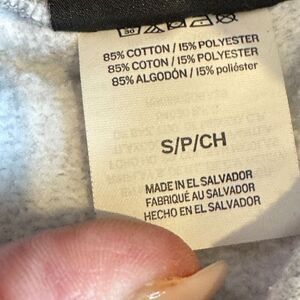 30
85% COTTON / 15% POLYESTER
85% COTON / 15% POLYESTER
85% ALGODÓN / 15% poliéster
S/P/CH
MADE IN EL SALVADOR
FABRIQUÉ AU SALVADOR
HECHO EN EL SALVADOR